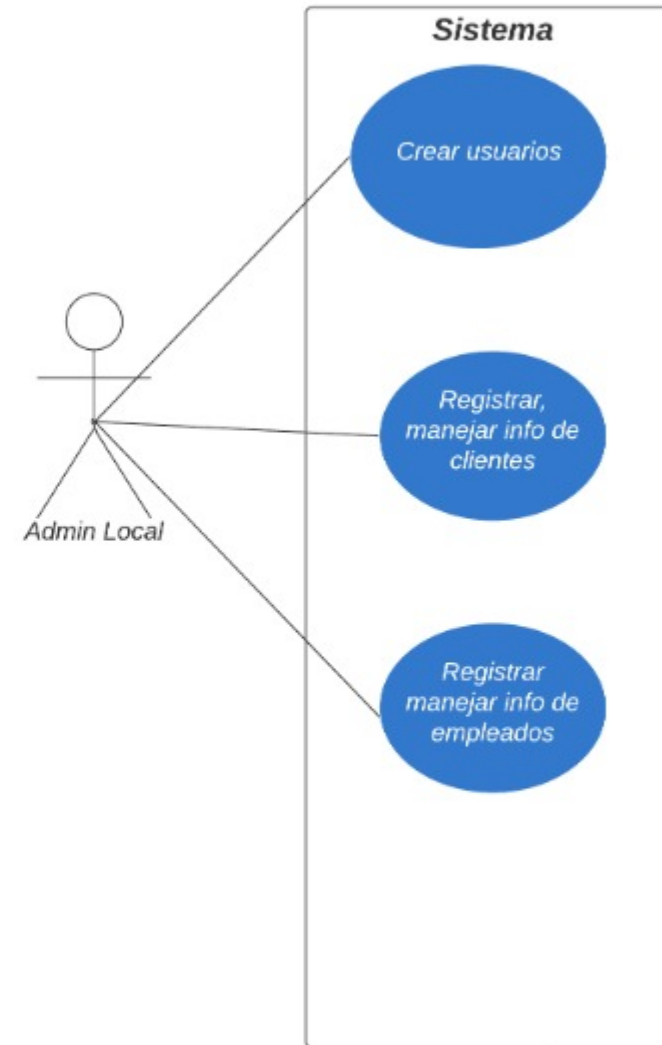 Sistema
Crear usuarios
Registrar,
manejar info de
clientes
Admin Local
Registrar
manejar info de
empleados